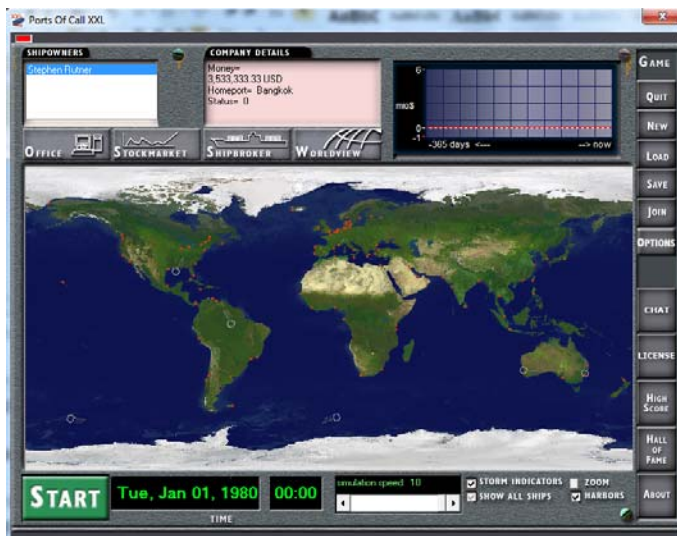 Ports Of Call XXL
SHIPOWNERS
Stephen Rutner
COMPANY DETAILS
Money=
3,533,333.33 USD
Homeport= Bangkok
Status= 0
6
mio$
0
-1
-365 days <---
---> now
OFFICE
STOCKMARKET
SHIPBROKER
WORLDVIEW
GAME
QUIT
NEW
LOAD
SAVE
JOIN
OPTIONS
CHAT
LICENSE
HIGH
SCORE
HALL
OF
FAME
ABOUT
START
Tue, Jan 01, 1980
00:00
TIME
simulation speed 10
STORM INDICATORS
ZOOM
SHOW ALL SHIPS
HARBORS